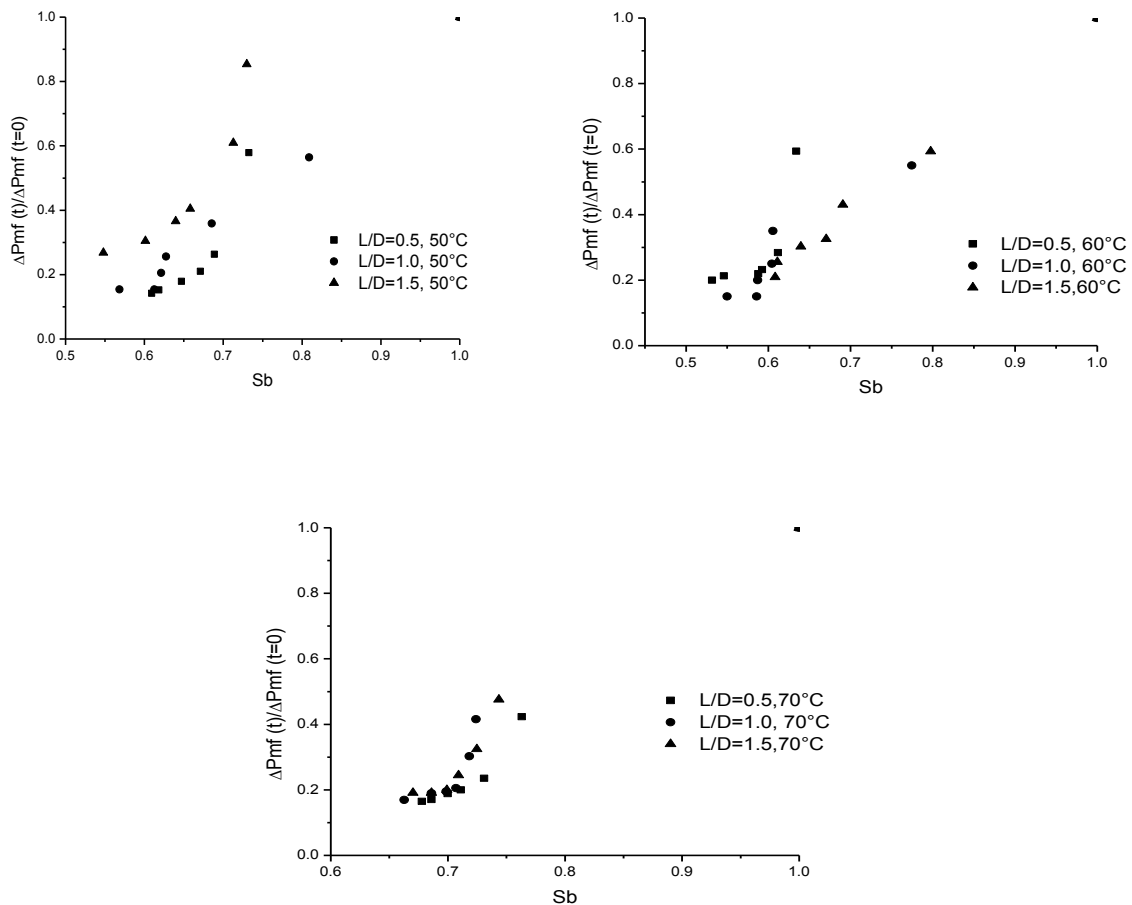 1.0
0.8
0.6
0.4
0.2
0.0
ΔPmf (t)/ΔPmf (t=0)
0.5 0.6 0.7 0.8 0.9 1.0
Sb
L/D=0.5, 50°C
L/D=1.0, 50°C
L/D=1.5, 50°C
1.0
0.8
0.6
0.4
0.2
0.0
ΔPmf (t)/ΔPmf (t=0)
0.5 0.6 0.7 0.8 0.9 1.0
Sb
L/D=0.5, 60°C
L/D=1.0, 60°C
L/D=1.5,60°C
1.0
0.8
0.6
0.4
0.2
0.0
ΔPmf (t)/ΔPmf (t=0)
0.6 0.7 0.8 0.9 1.0
Sb
L/D=0.5,70°C
L/D=1.0, 70°C
L/D=1.5,70°C